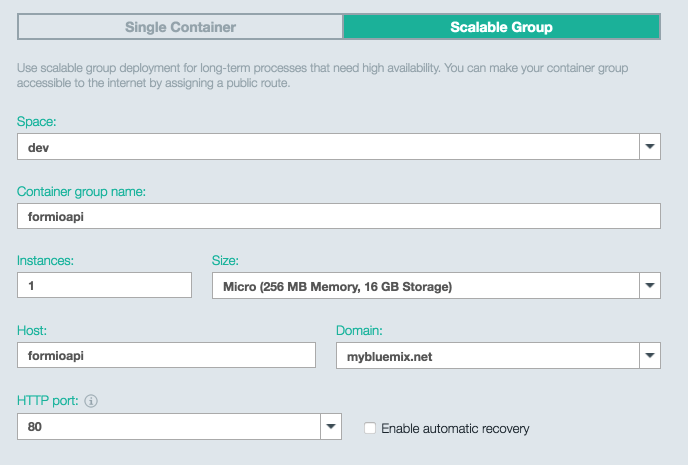 Single Container
Scalable Group
Use scalable group deployment for long-term processes that need high availability. You can make your container group
accessible to the internet by assigning a public route.
Space:
dev
Container group name:
formioapi
Instances:
Size:
1
Micro (256 MB Memory, 16 GB Storage)
Host:
Domain:
formioapi
mybluemix.net
HTTP port:
80
Enable automatic recovery